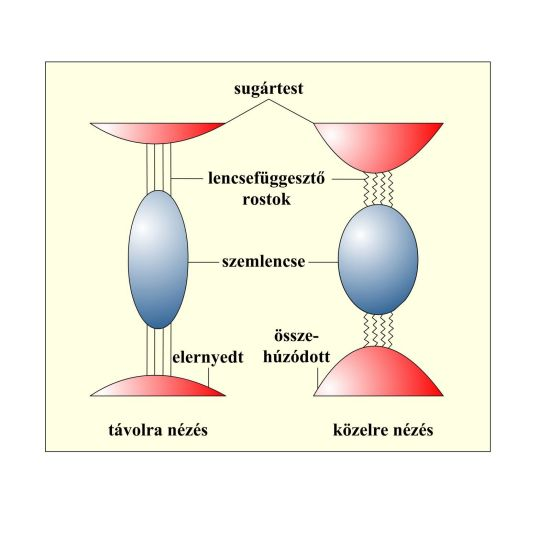 sugártest
lencsefüggesztő
rostok
szemlencse
elernyedt
össze-
húzódott
távolra nézés
közelre nézés